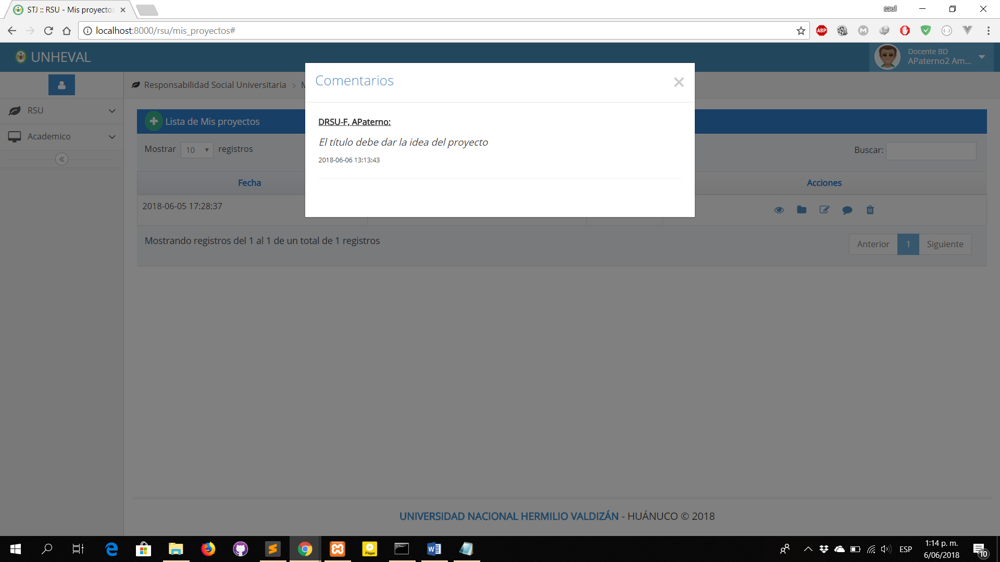 STJ :: RSU - Mis proyectos
saul
localhost:8000/rsu/mis_proyectos#
ABP
UNHEVAL
Docente BD
APaterno2 Am...
Responsabilidad Social Universitaria
Comentarios
RSU
Academico
Lista de Mis proyectos
DRSU-F, APaterno:
El título debe dar la idea del proyecto
2018-06-06 13:13:43
Mostrar 10 registros
Buscar:
Fecha
Acciones
2018-06-05 17:28:37
Mostrando registros del 1 al 1 de un total de 1 registros
Anterior 1 Siguiente
UNIVERSIDAD NACIONAL HERMILIO VALDIZÁN - HUÁNUCO © 2018
Player
ESP
1:14 p. m.
6/06/2018
10